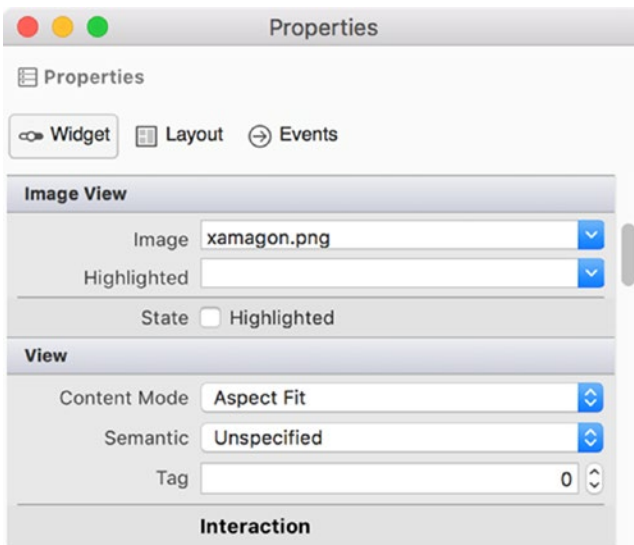 Properties
Properties
Widget Layout Events
Image View
Image xamagon.png
Highlighted
State Highlighted
View
Content Mode Aspect Fit
Semantic Unspecified
Tag 0
Interaction